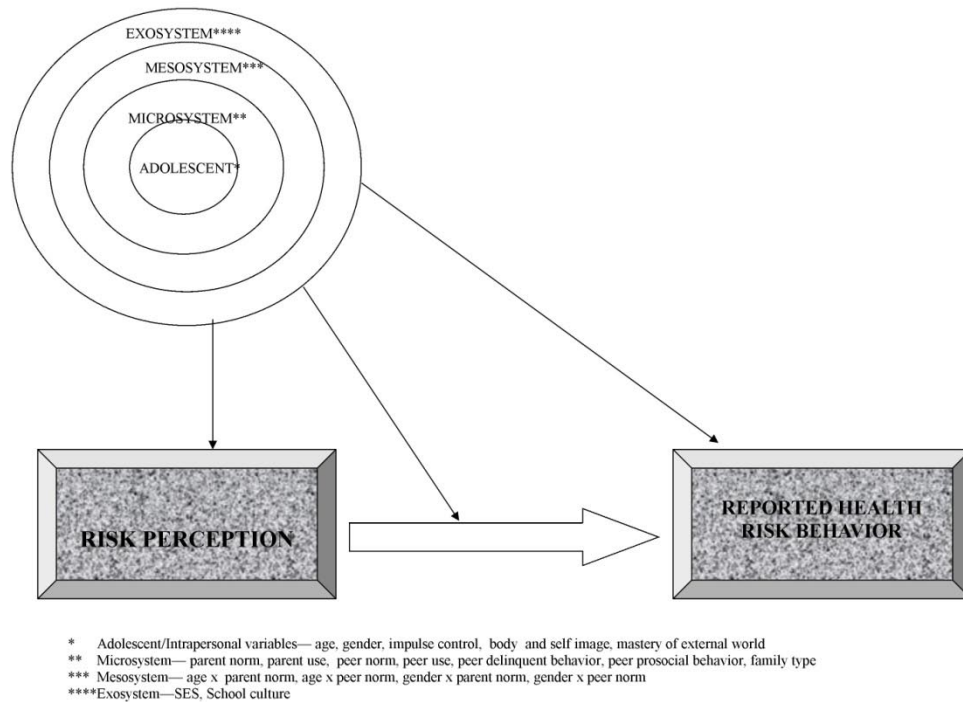 EXOSYSTEM****
MESOSYSTEM***
MICROSYSTEM**
ADOLESCENT*
RISK PERCEPTION
REPORTED HEALTH
RISK BEHAVIOR
* Adolescent/Intrapersonal variables— age, gender, impulse control, body and self image, mastery of external world
** Microsystem— parent norm, parent use, peer norm, peer use, peer delinquent behavior, peer prosocial behavior, family type
*** Mesosystem— age x parent norm, age x peer norm, gender x parent norm, gender x peer norm
****Exosystem—SES, School culture